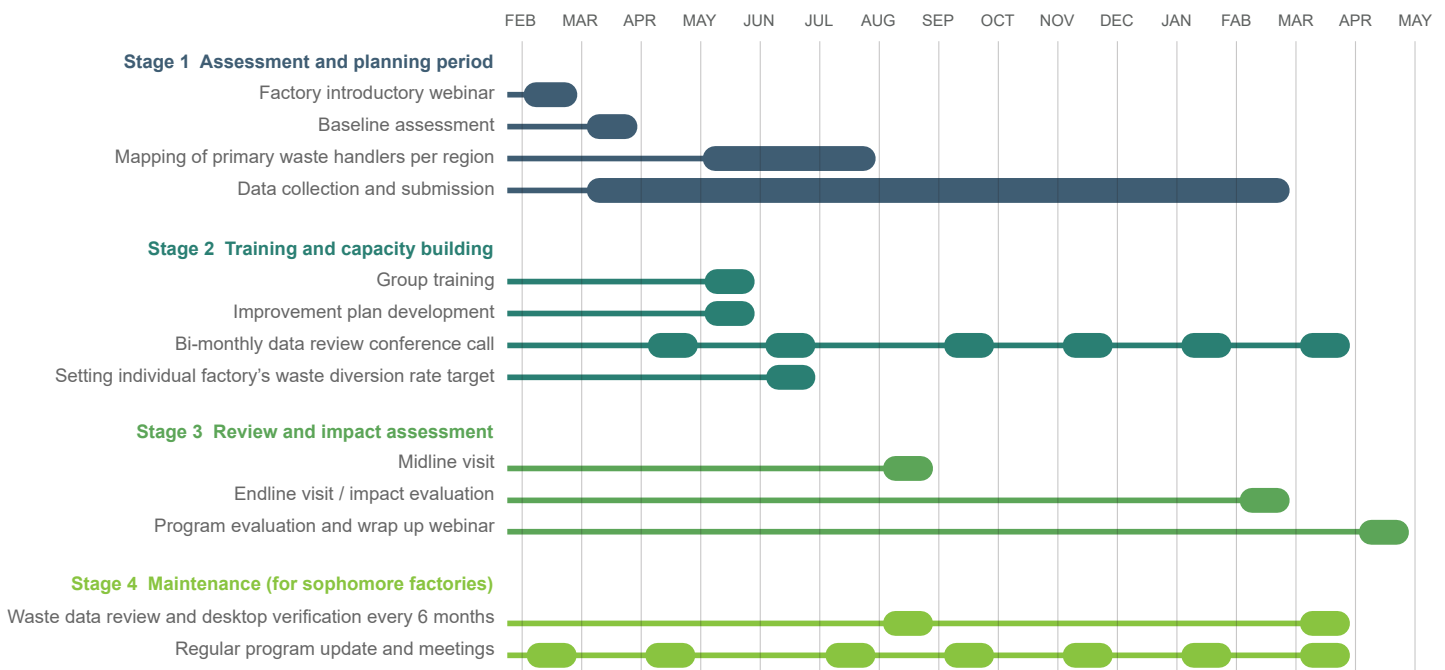 FEB MAR APR MAY JUN JUL AUG SEP OCT NOV DEC JAN FAB MAR APR MAY
Stage 1 Assessment and planning period
Factory introductory webinar
Baseline assessment
Mapping of primary waste handlers per region
Data collection and submission
Stage 2 Training and capacity building
Group training
Improvement plan development
Bi-monthly data review conference call
Setting individual factory’s waste diversion rate target
Stage 3 Review and impact assessment
Midline visit
Endline visit / impact evaluation
Program evaluation and wrap up webinar
Stage 4 Maintenance (for sophomore factories)
Waste data review and desktop verification every 6 months
Regular program update and meetings